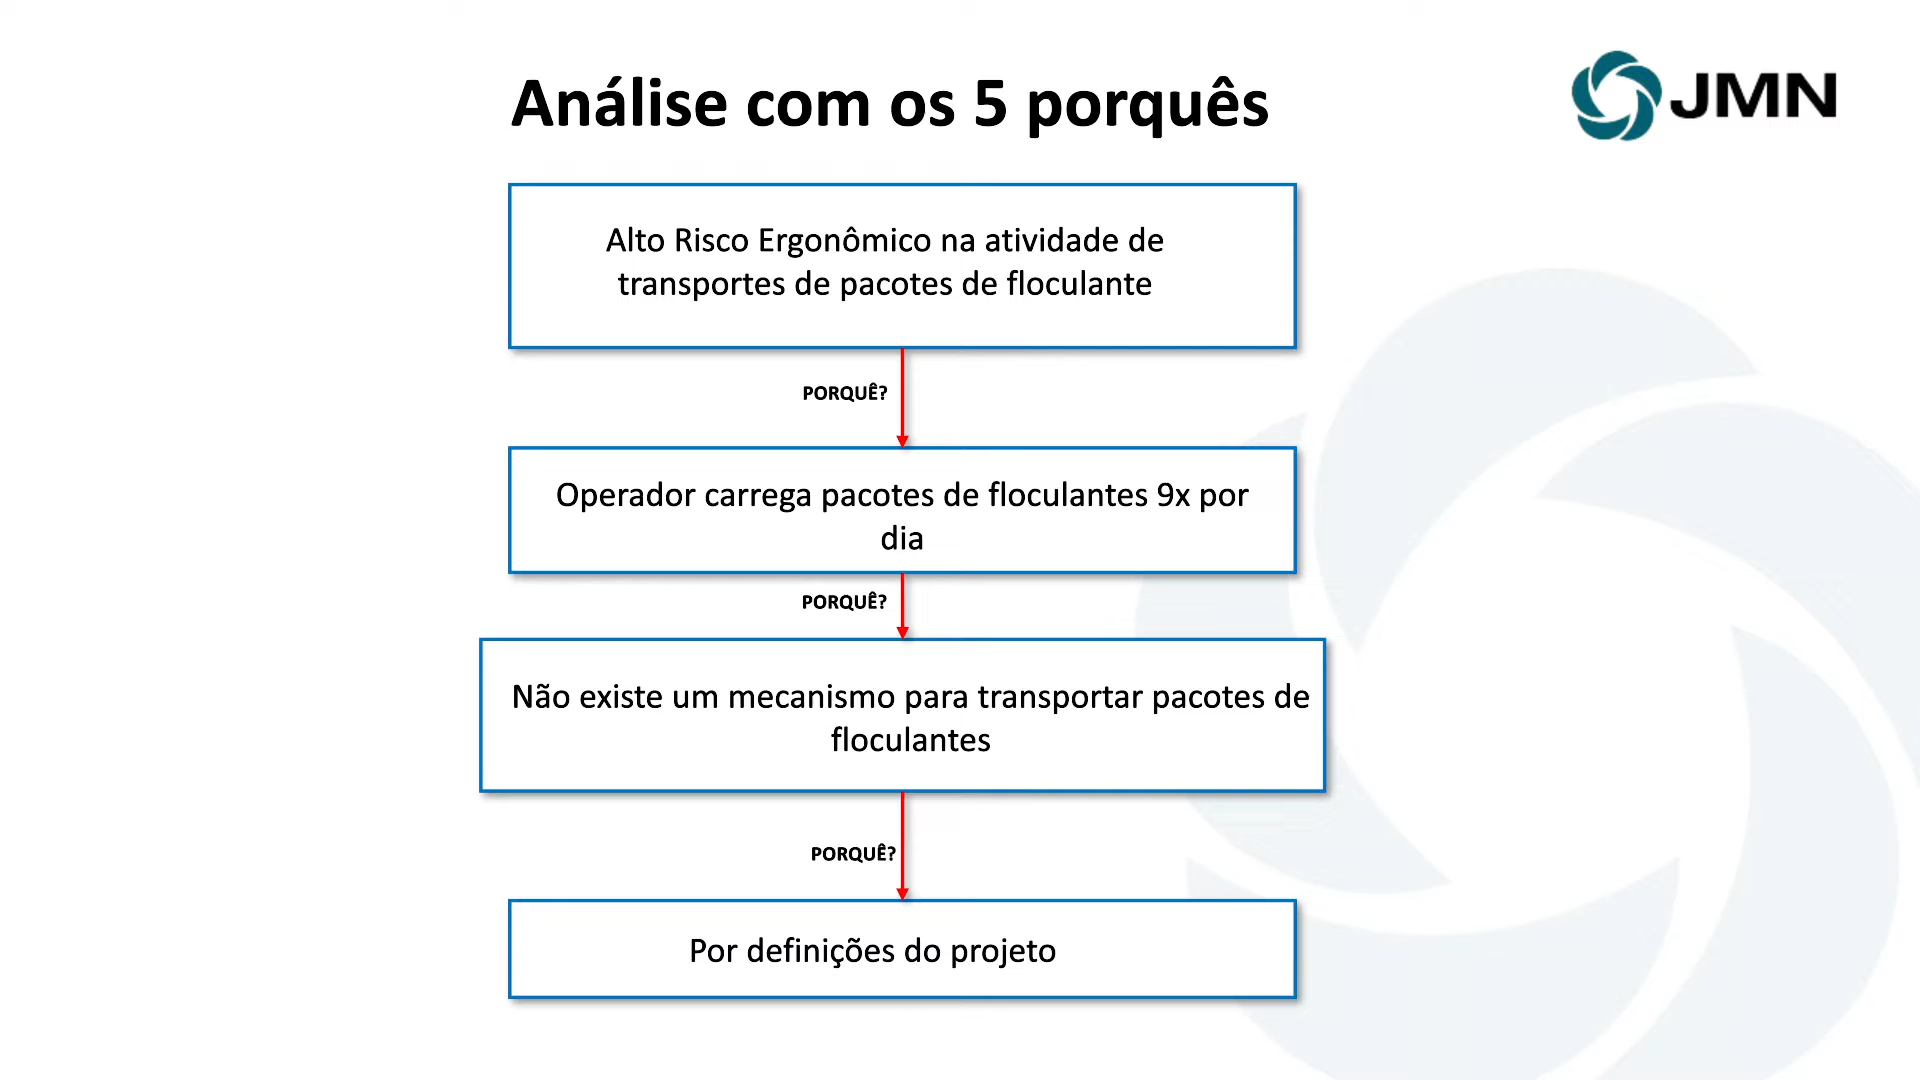 Análise com os 5 porquês
JMN
Alto Risco Ergonômico na atividade de
transportes de pacotes de floculante
PORQUÊ?
Operador carrega pacotes de floculantes 9x por
dia
PORQUÊ?
Não existe um mecanismo para transportar pacotes de
floculantes
PORQUÊ?
Por definições do projeto